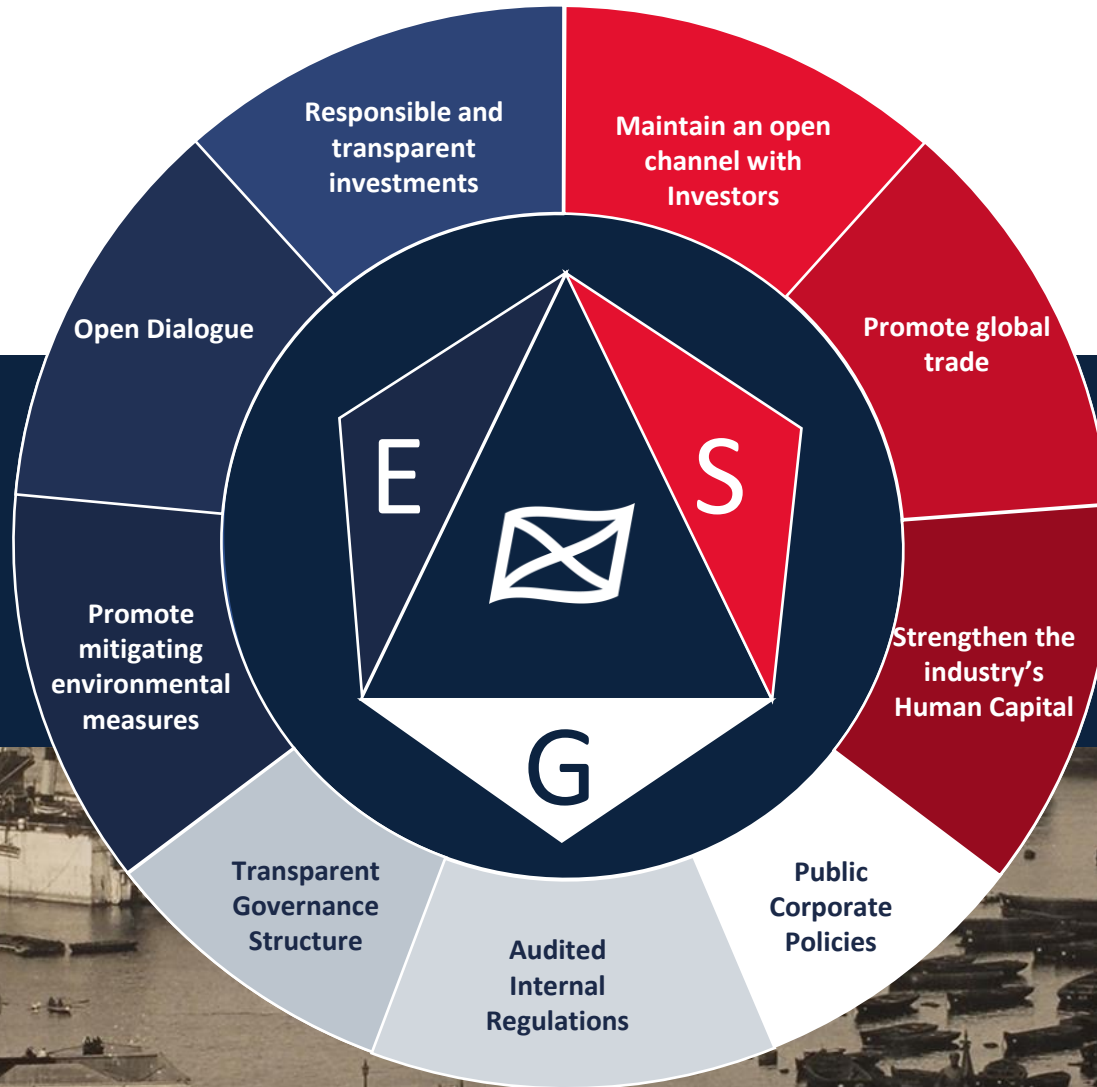 Responsible and
transparent
investments
Maintain an open
channel with
Investors
Promote global
trade
Strengthen the
industry’s
Human Capital
Public
Corporate
Policies
Audited
Internal
Regulations
Transparent
Governance
Structure
Promote
mitigating
environmental
measures
Open Dialogue
E
S
G